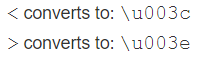 < converts to: \u003c
> converts to: \u003e